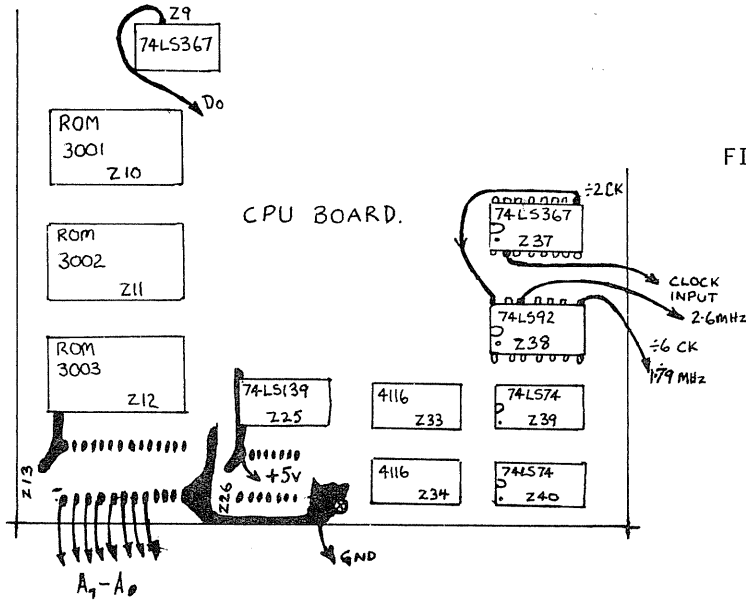 Z9
74LS367
D0
ROM
3001
Z10
FI
÷2CK
74LS367
Z37
CPU BOARD.
ROM
3002
Z11
CLOCK
INPUT
2.6mHz
74LS92
Z38
÷6 CK
1.79 MHz
ROM
3003
Z12
74LS139
Z25
4116
Z33
74LS74
Z39
+5v
Z13
Z26
4116
Z34
74LS74
Z40
GND
A7-A0